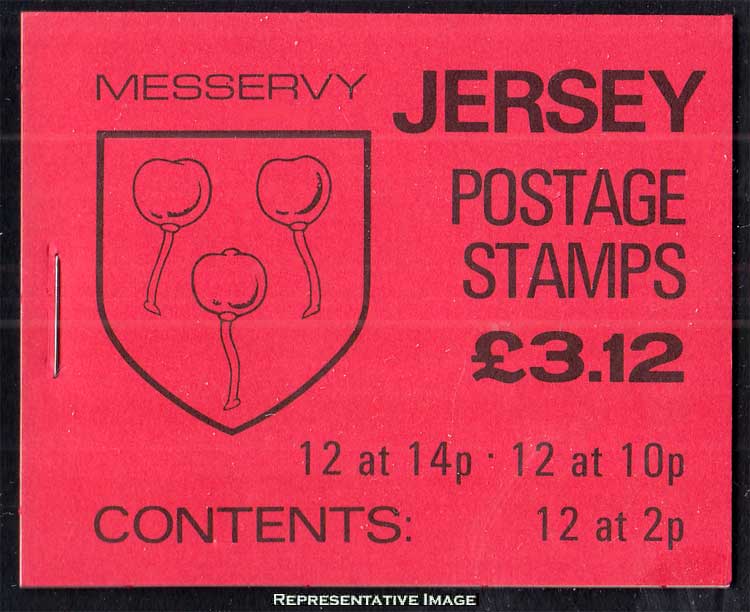 MESSERVY
JERSEY
POSTAGE
STAMPS
£3.12
12 at 14p · 12 at 10p
CONTENTS: 12 at 2p
REPRESENTATIVE IMAGE